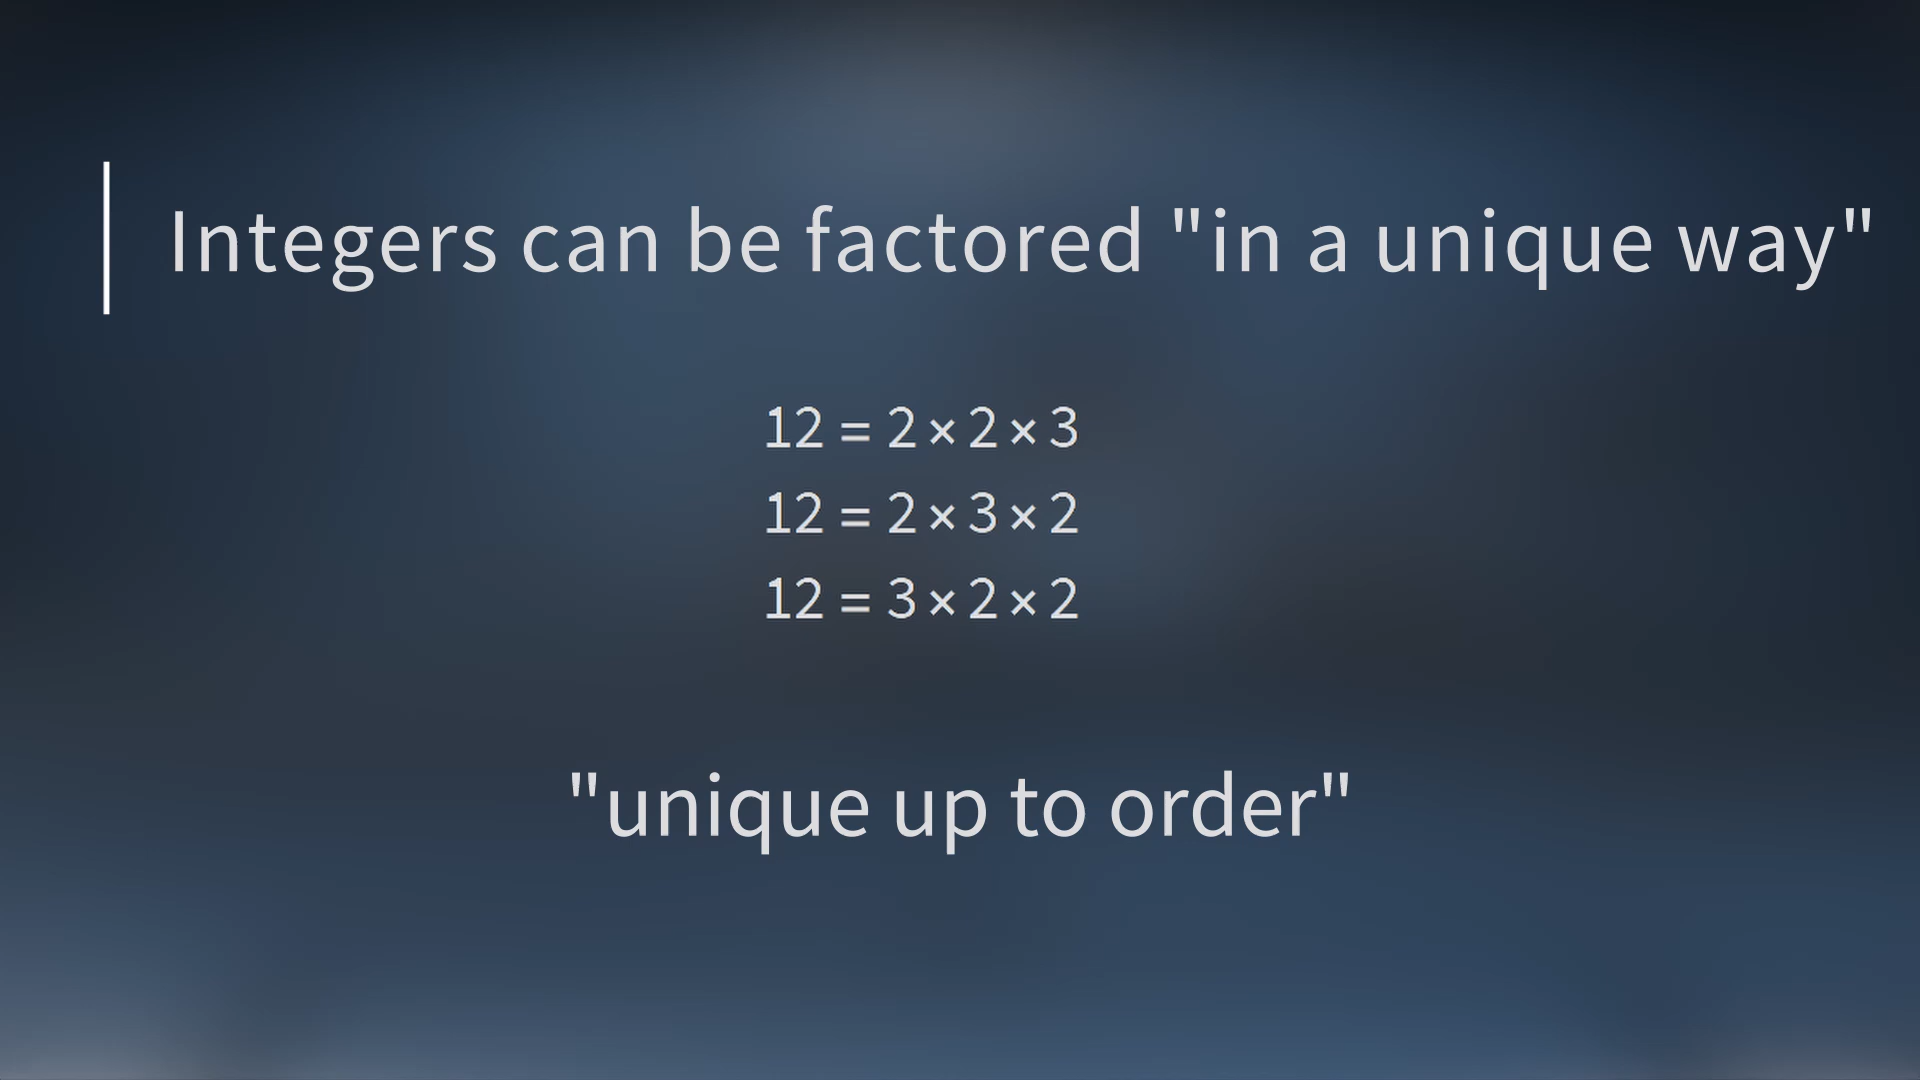 Integers can be factored "in a unique way"
12 = 2 × 2 × 3
12 = 2 × 3 × 2
12 = 3 × 2 × 2
"unique up to order"